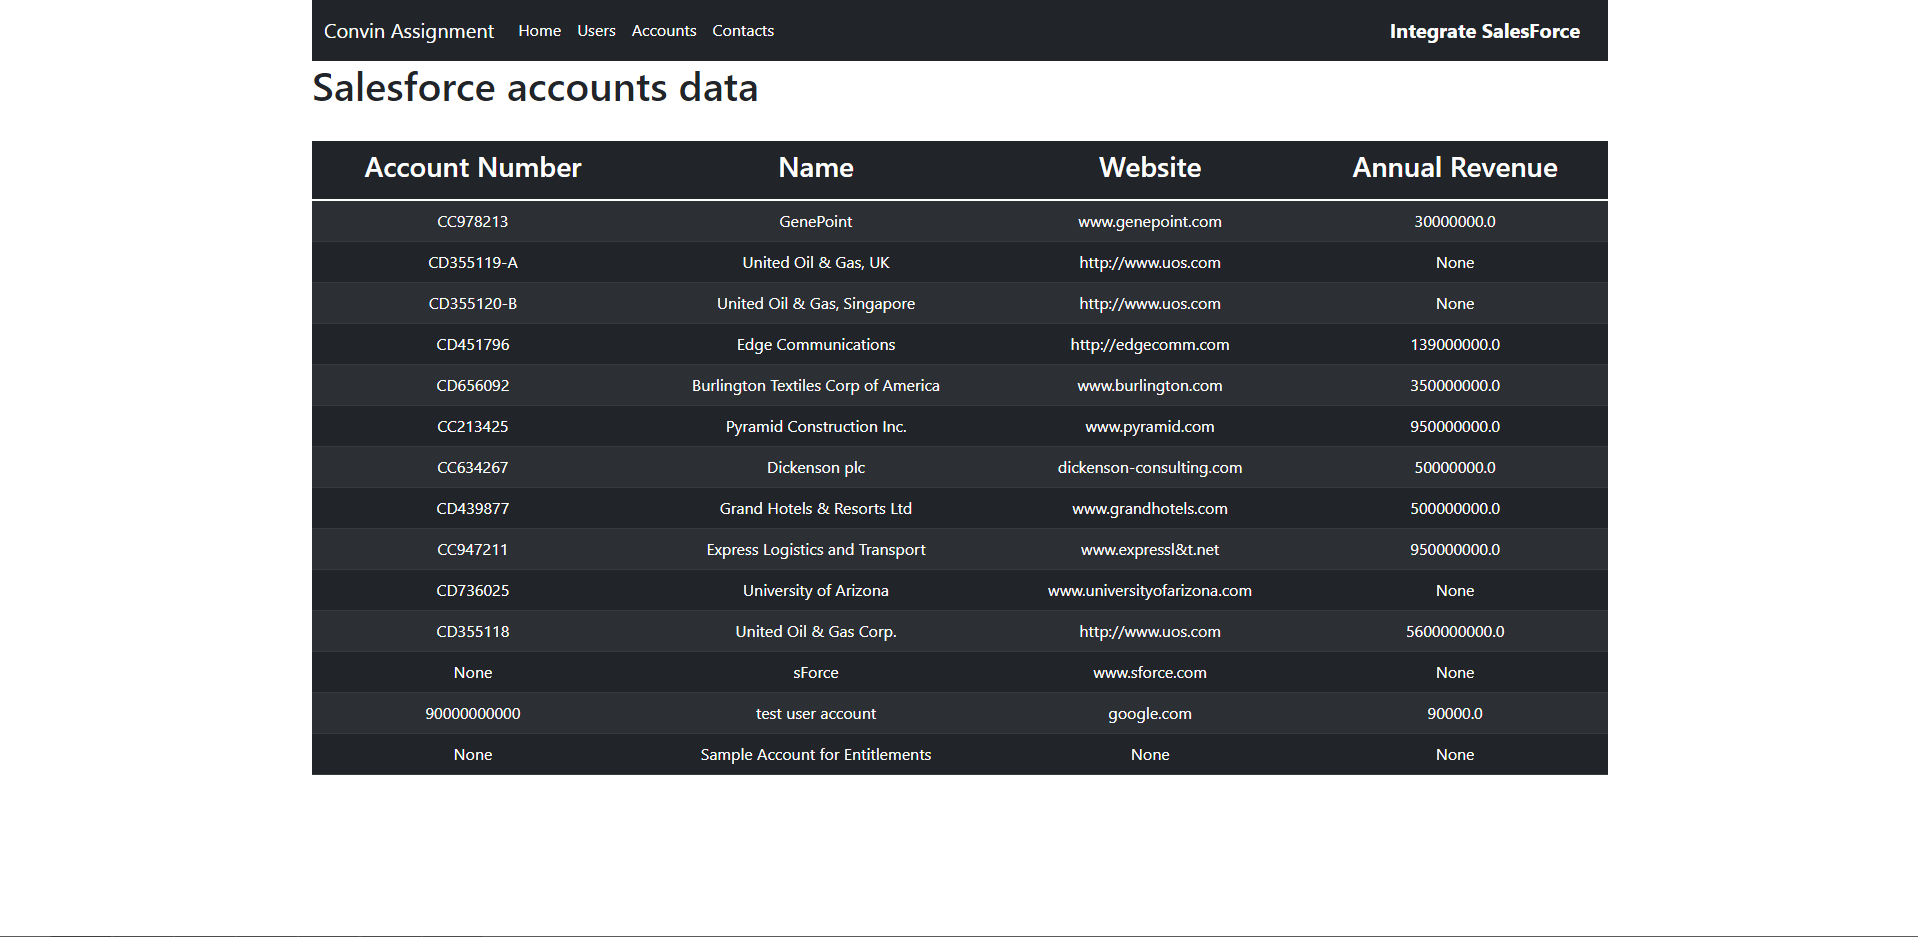 Convin Assignment Home Users Accounts Contacts Integrate SalesForce
Salesforce accounts data
Account Number Name Website Annual Revenue
CC978213 GenePoint www.genepoint.com 30000000.0
CD355119-A United Oil & Gas, UK http://www.uos.com None
CD355120-B United Oil & Gas, Singapore http://www.uos.com None
CD451796 Edge Communications http://edgecomm.com 139000000.0
CD656092 Burlington Textiles Corp of America www.burlington.com 350000000.0
CC213425 Pyramid Construction Inc. www.pyramid.com 950000000.0
CC634267 Dickenson plc dickenson-consulting.com 50000000.0
CD439877 Grand Hotels & Resorts Ltd www.grandhotels.com 500000000.0
CC947211 Express Logistics and Transport www.expressl&t.net 950000000.0
CD736025 University of Arizona www.universityofarizona.com None
CD355118 United Oil & Gas Corp. http://www.uos.com 5600000000.0
None sForce www.sforce.com None
90000000000 test user account google.com 90000.0
None Sample Account for Entitlements None None